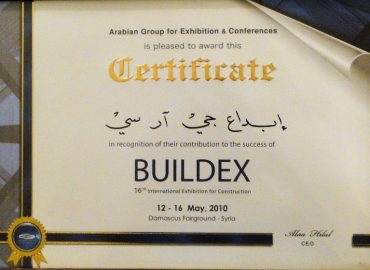 Arabian Group for Exhibition & Conferences
is pleased to award this
Certificate
إبداع جيْ آر سيْ
in recognition of their contribution to the success of
BUILDEX
16th International Exhibition for Construction
12 - 16 May, 2010
Damascus Fairground - Syria
Alaa Hilal
CEO